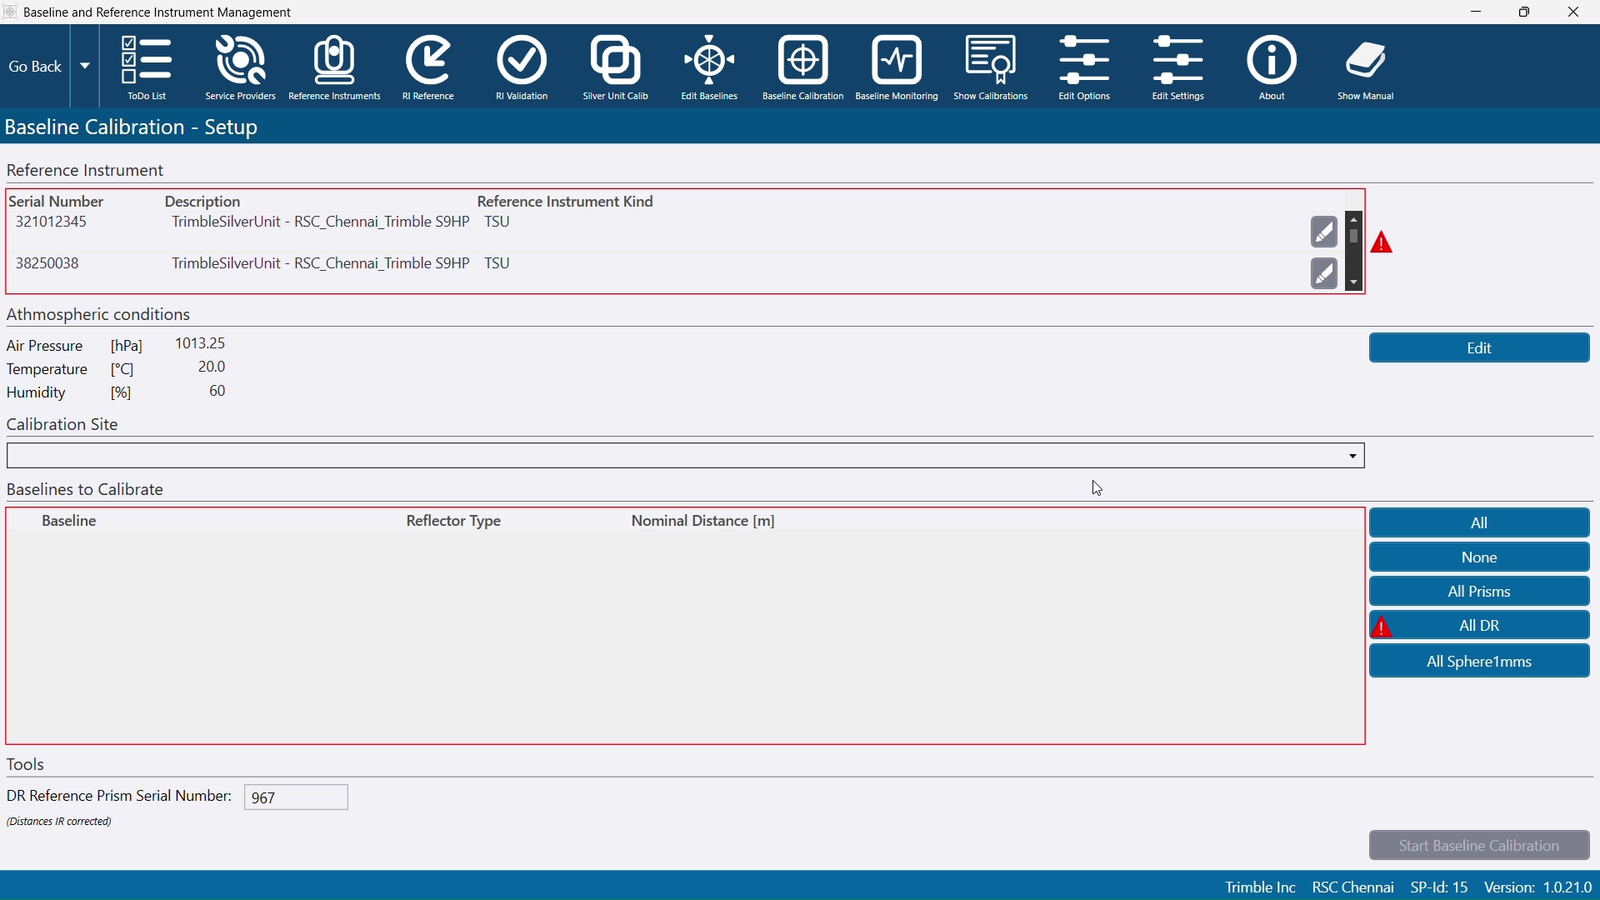 Baseline and Reference Instrument Management
Go Back
ToDo List
Service Providers
Reference Instruments
RI Reference
RI Validation
Silver Unit Calib
Edit Baselines
Baseline Calibration
Baseline Monitoring
Show Calibrations
Edit Options
Edit Settings
About
Show Manual
Baseline Calibration - Setup
Reference Instrument
Serial Number Description Reference Instrument Kind
321012345 TrimbleSilverUnit - RSC_Chennai_Trimble S9HP TSU
38250038 TrimbleSilverUnit - RSC_Chennai_Trimble S9HP TSU
Athmospheric conditions
Air Pressure [hPa] 1013.25
Edit
Temperature [°C] 20.0
Humidity [%] 60
Calibration Site
Baselines to Calibrate
Baseline Reflector Type Nominal Distance [m]
All
None
All Prisms
All DR
All Sphere1mms
Tools
DR Reference Prism Serial Number: 967
(Distances IR corrected)
Start Baseline Calibration
Trimble Inc RSC Chennai SP-Id: 15 Version: 1.0.21.0